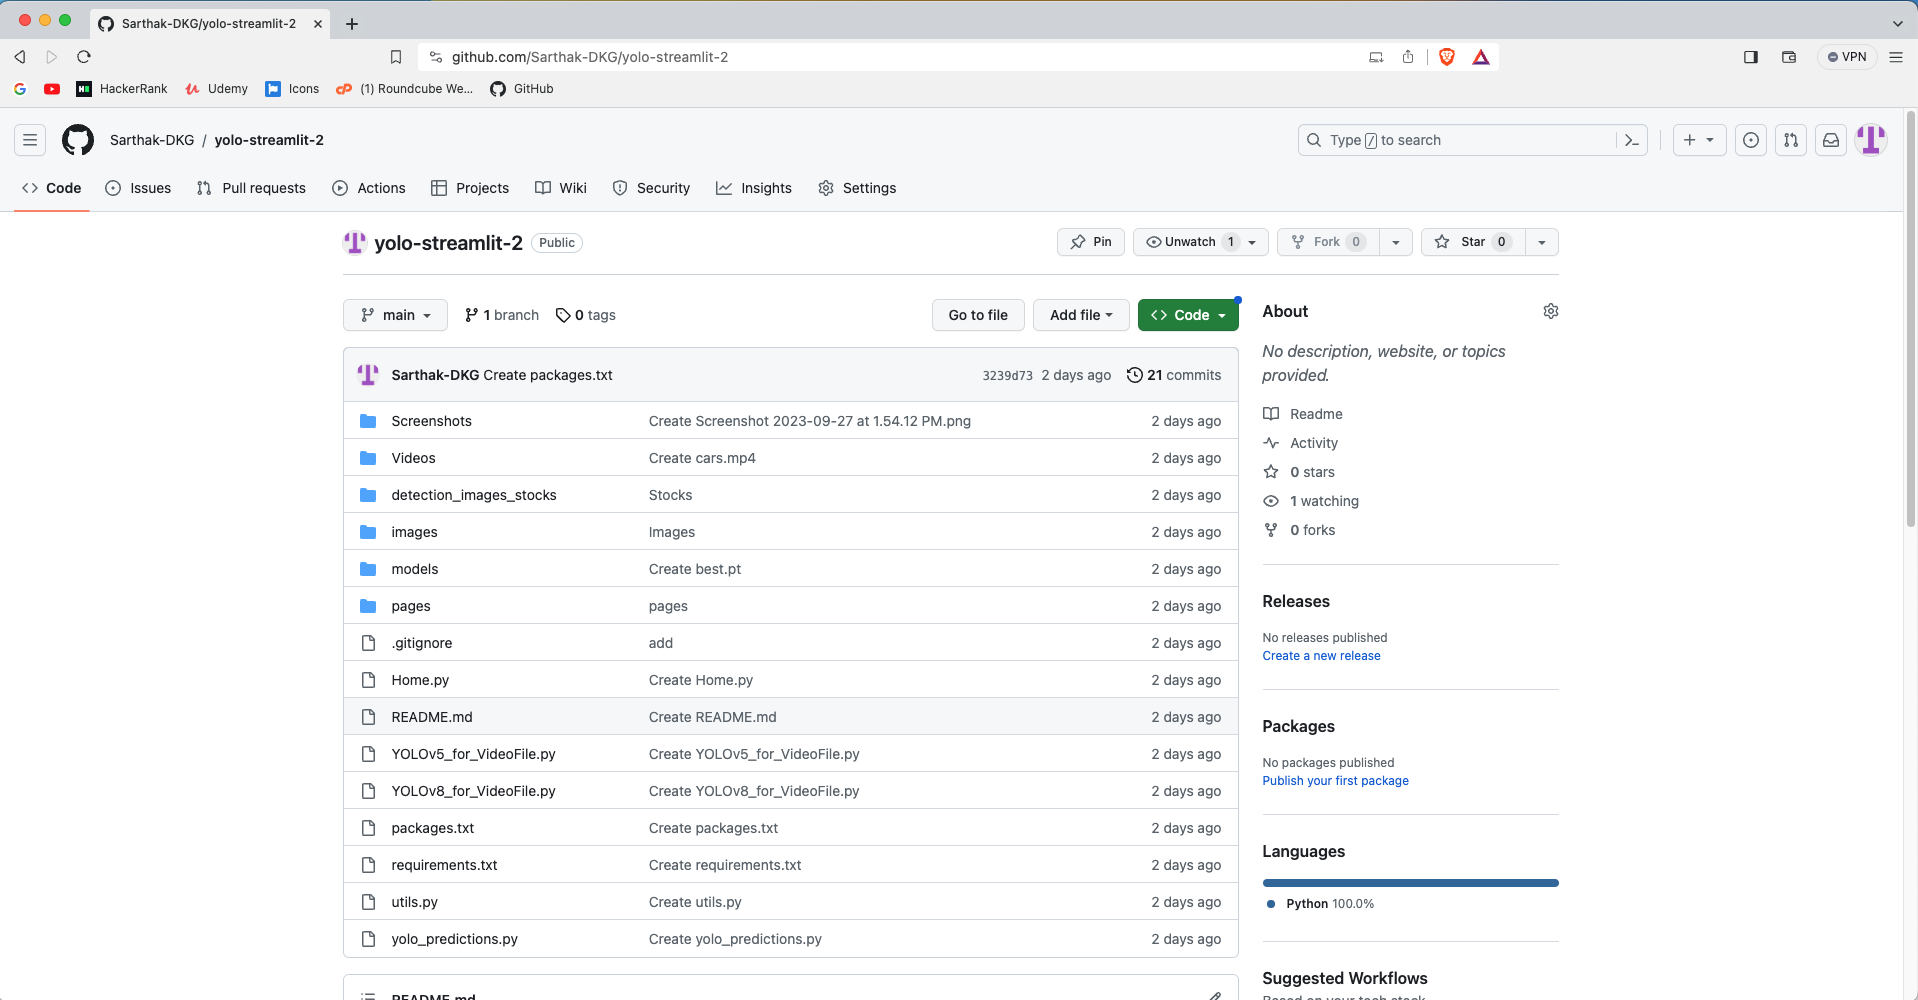 Sarthak-DKG/yolo-streamlit-2
github.com/Sarthak-DKG/yolo-streamlit-2
VPN
HackerRank
Udemy
Icons
(1) Roundcube We...
GitHub
Sarthak-DKG / yolo-streamlit-2
Type / to search
Code
Issues
Pull requests
Actions
Projects
Wiki
Security
Insights
Settings
yolo-streamlit-2 Public
Pin
Unwatch 1
Fork 0
Star 0
main
1 branch
0 tags
Go to file
Add file
Code
Sarthak-DKG Create packages.txt 3239d73 2 days ago 21 commits
Screenshots Create Screenshot 2023-09-27 at 1.54.12 PM.png 2 days ago
Videos Create cars.mp4 2 days ago
detection_images_stocks Stocks 2 days ago
images Images 2 days ago
models Create best.pt 2 days ago
pages pages 2 days ago
.gitignore add 2 days ago
Home.py Create Home.py 2 days ago
README.md Create README.md 2 days ago
YOLOv5_for_VideoFile.py Create YOLOv5_for_VideoFile.py 2 days ago
YOLOv8_for_VideoFile.py Create YOLOv8_for_VideoFile.py 2 days ago
packages.txt Create packages.txt 2 days ago
requirements.txt Create requirements.txt 2 days ago
utils.py Create utils.py 2 days ago
yolo_predictions.py Create yolo_predictions.py 2 days ago
README.md
About
No description, website, or topics
provided.
Readme
Activity
0 stars
1 watching
0 forks
Releases
No releases published
Create a new release
Packages
No packages published
Publish your first package
Languages
Python 100.0%
Suggested Workflows
Based on your tech stack